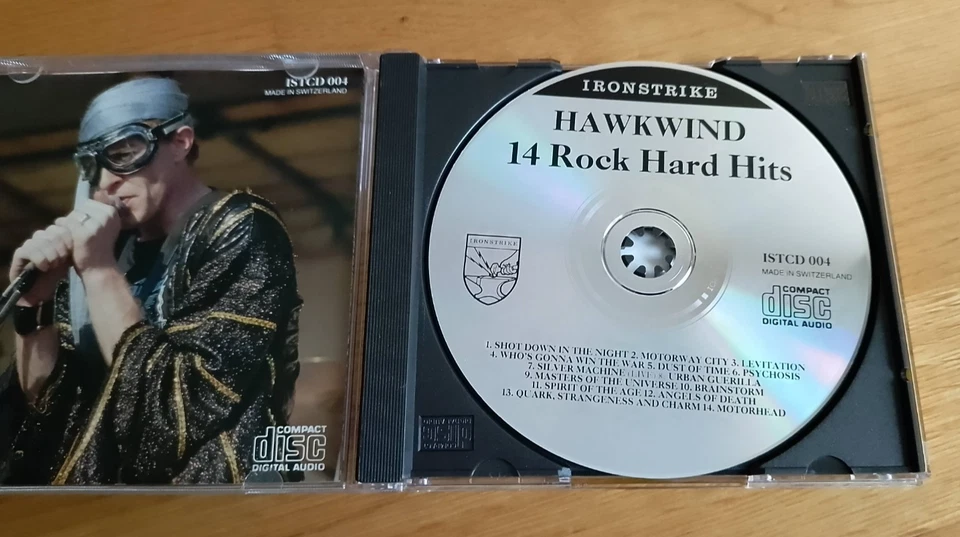 ISTCD 004
MADE IN SWITZERLAND
COMPACT
disc
DIGITAL AUDIO
IRONSTRIKE
HAWKWIND
14 Rock Hard Hits
IRONSTRIKE
ISTCD 004
MADE IN SWITZERLAND
COMPACT
disc
DIGITAL AUDIO
1. SHOT DOWN IN THE NIGHT 2. MOTORWAY CITY 3. LEVITATION
4. WHO'S GONNA WIN THE WAR 5. DUST OF TIME 6. PSYCHOSIS
7. SILVER MACHINE (LIVE) 8. URBAN GUERILLA
9. MASTERS OF THE UNIVERSE 10. BRAINSTORM
11. SPIRIT OF THE AGE 12. ANGELS OF DEATH
13. QUARK, STRANGENESS AND CHARM 14. MOTORHEAD